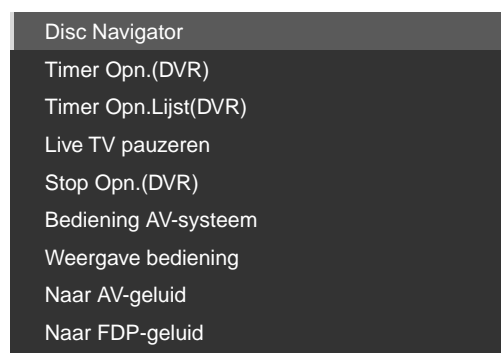 Disc Navigator
Timer Opn.(DVR)
Timer Opn.Lijst(DVR)
Live TV pauzeren
Stop Opn.(DVR)
Bediening AV-systeem
Weergave bediening
Naar AV-geluid
Naar FDP-geluid